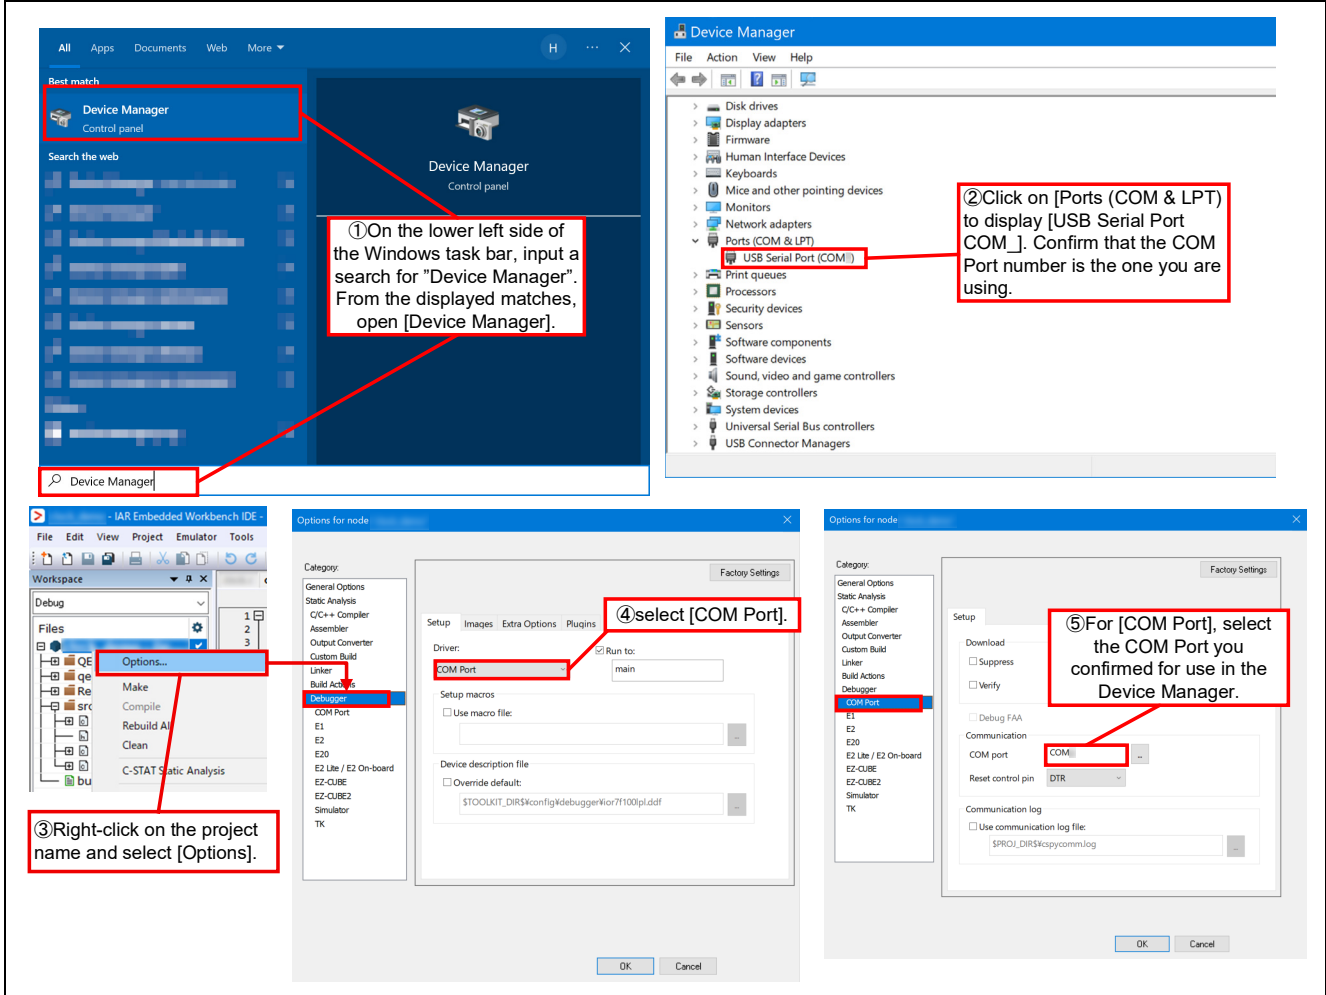 All Apps Documents Web More
H ... ×
Best match
Device Manager
Control panel
Search the web
Device Manager
Control panel
①On the lower left side of
the Windows task bar, input a
search for ”Device Manager”.
From the displayed matches,
open [Device Manager].
Device Manager
Device Manager
File Action View Help
Disk drives
Display adapters
Firmware
Human Interface Devices
Keyboards
Mice and other pointing devices
Monitors
Network adapters
Ports (COM & LPT)
USB Serial Port (COM )
Print queues
Processors
Security devices
Sensors
Software components
Software devices
Sound, video and game controllers
Storage controllers
System devices
Universal Serial Bus controllers
USB Connector Managers
②Click on [Ports (COM & LPT)
to display [USB Serial Port
COM_]. Confirm that the COM
Port number is the one you are
using.
- IAR Embedded Workbench IDE -
File Edit View Project Emulator Tools
Workspace
Debug
Files
QE
qe
Re
src
bu
1
2
3
Options...
Make
Compile
Rebuild All
Clean
C-STAT Static Analysis
③Right-click on the project
name and select [Options].
Options for node
Category:
General Options
Static Analysis
C/C++ Compiler
Assembler
Output Converter
Custom Build
Linker
Build Actions
Debugger
COM Port
E1
E2
E20
E2 Lite / E2 On-board
EZ-CUBE
EZ-CUBE2
Simulator
TK
Factory Settings
Setup Images Extra Options Plugins
Driver:
COM Port
Run to:
main
Setup macros
Use macro file:
...
Device description file
Override default:
$TOOLKIT_DIR$¥config¥debugger¥ior7f100lpl.ddf
...
OK Cancel
④select [COM Port].
Options for node
Category:
General Options
Static Analysis
C/C++ Compiler
Assembler
Output Converter
Custom Build
Linker
Build Actions
Debugger
COM Port
E1
E2
E20
E2 Lite / E2 On-board
EZ-CUBE
EZ-CUBE2
Simulator
TK
Factory Settings
Setup
Download
Suppress
Verify
Debug FAA
Communication
COM port COM ...
Reset control pin DTR
Communication log
Use communication log file:
$PROJ_DIR$¥cspycomm.log
...
OK Cancel
⑤For [COM Port], select
the COM Port you
confirmed for use in the
Device Manager.